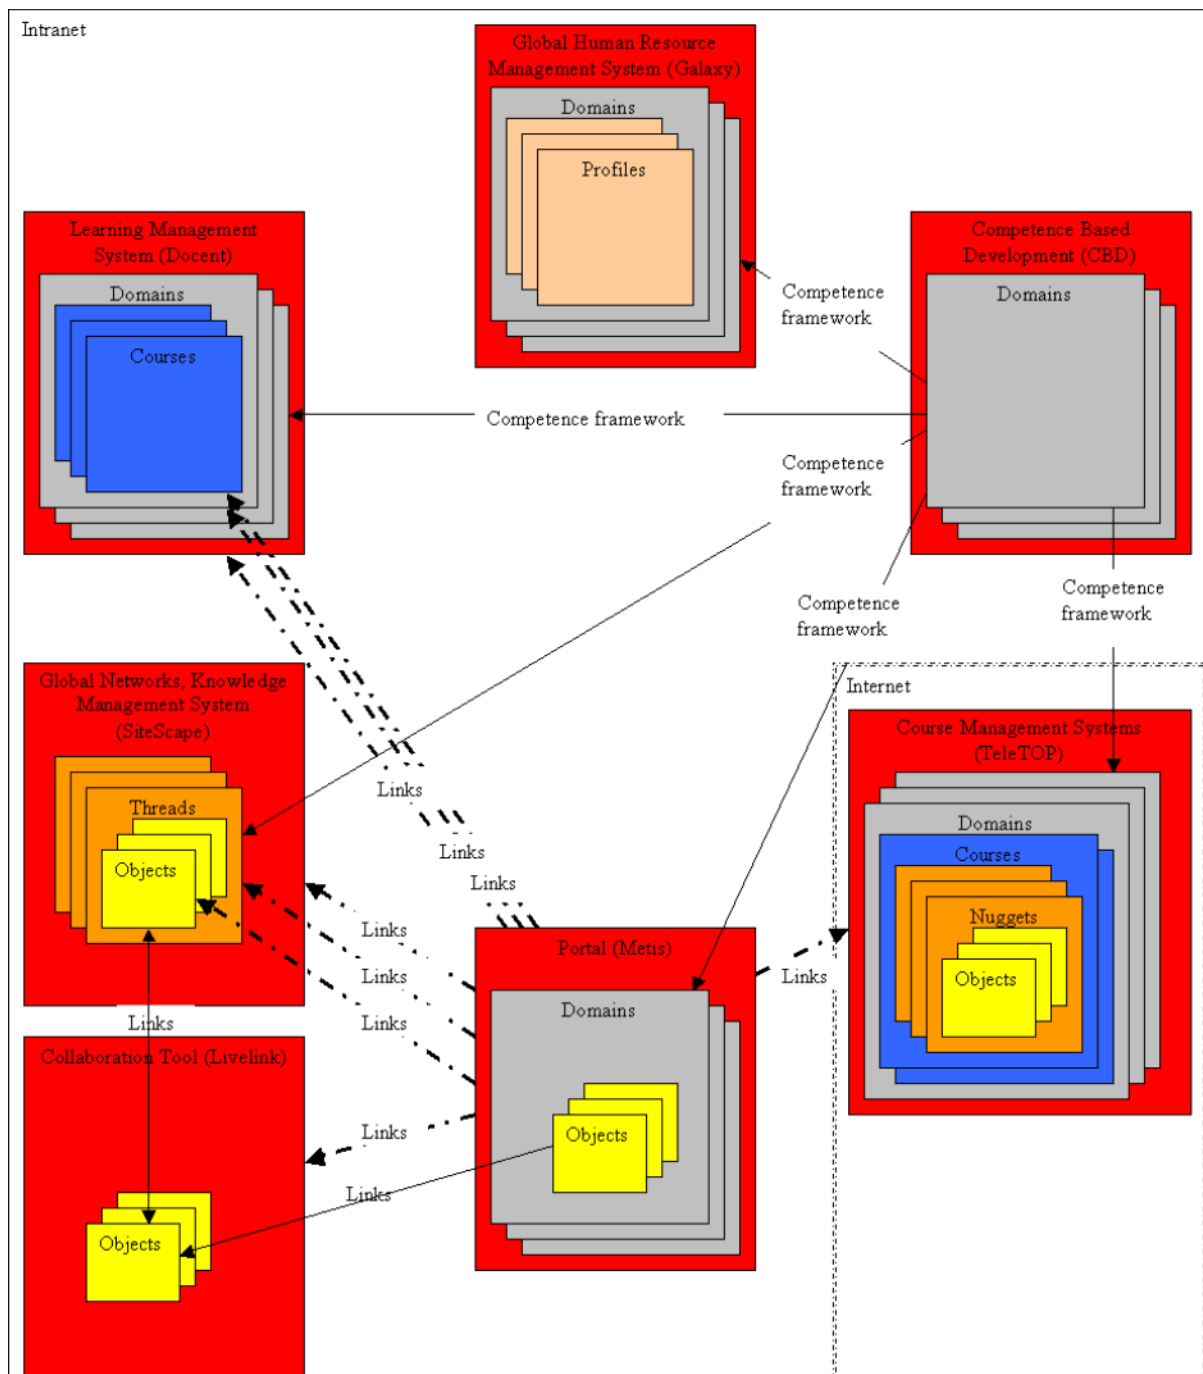 Intranet
Global Human Resource
Management System (Galaxy)
Domains
Profiles
Learning Management
System (Docent)
Domains
Courses
Competence Based
Development (CBD)
Domains
Competence
framework
Competence framework
Competence
framework
Competence
framework
Competence
framework
Global Networks, Knowledge
Management System
(SiteScape)
Threads
Objects
Internet
Course Management Systems
(TeleTOP)
Domains
Courses
Nuggets
Objects
Links
Links
Links
Links
Links
Links
Links
Portal (Metis)
Domains
Objects
Links
Collaboration Tool (Livelink)
Objects
Links
Links